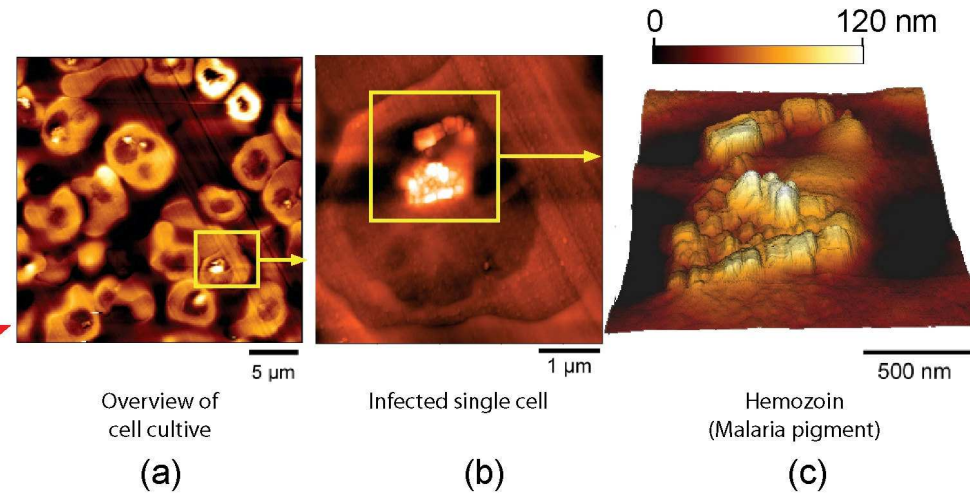 0 120 nm
5 µm
1 µm
500 nm
Overview of
cell cultive
Infected single cell
Hemozoin
(Malaria pigment)
(a)
(b)
(c)